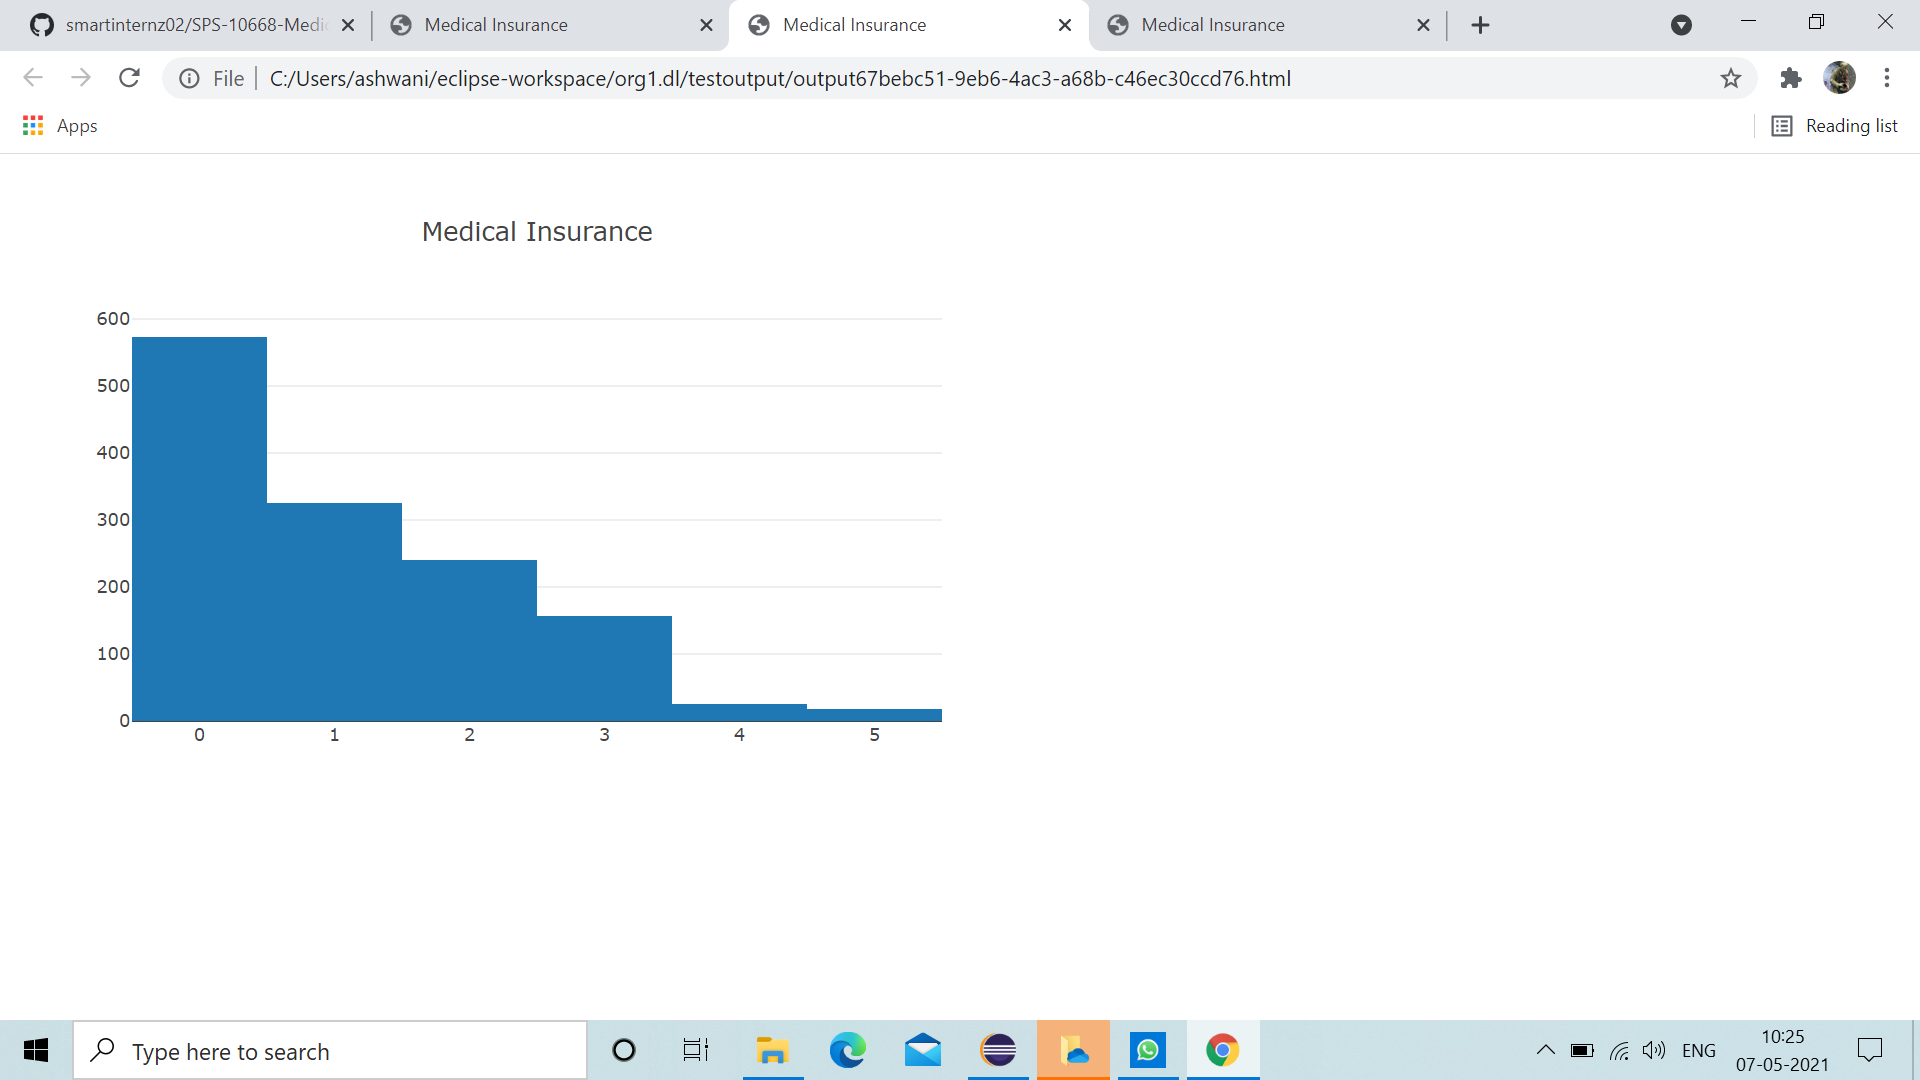 smartinternz02/SPS-10668-Medi
Medical Insurance
Medical Insurance
Medical Insurance
File
C:/Users/ashwani/eclipse-workspace/org1.dl/testoutput/output67bebc51-9eb6-4ac3-a68b-c46ec30ccd76.html
Apps
Reading list
Medical Insurance
600
500
400
300
200
100
0
0 1 2 3 4 5
Type here to search
ENG
10:25
07-05-2021